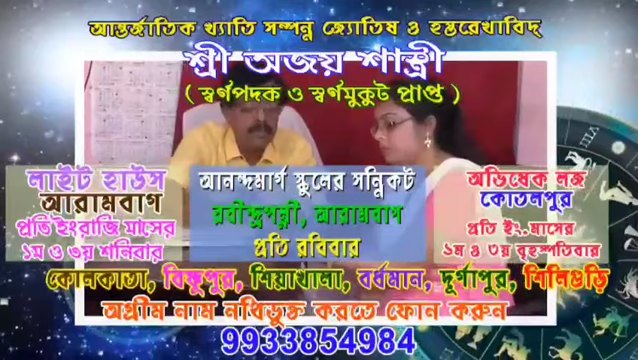 আন্তর্জাতিক খ্যাতি সম্পন্ন জ্যোতিষ ও হস্তরেখাবিদ্
শ্রী অজয় শাস্ত্রী
( স্বর্ণপদক ও স্বর্ণমুকুট প্রাপ্ত )
লাইট হাউস
আরামবাগ
প্রতি ইংরাজি মাসের
১ম ও ৩য় শনিবার
আনন্দমার্গ স্কুলের সন্নিকট
রবীন্দ্রপল্লী, আরামবাগ
প্রতি রবিবার
অভিষেক লজ
কোতলপুর
প্রতি ইং. মাসের
১ম ও ৩য় বৃহস্পতিবার
কোলকাতা, বিষ্ণুপুর, শিয়াখালা, বর্ধমান, দূর্গাপুর, শিলিগুড়ি
অগ্রীম নাম নথিভুক্ত করতে ফোন করুন
9933854984